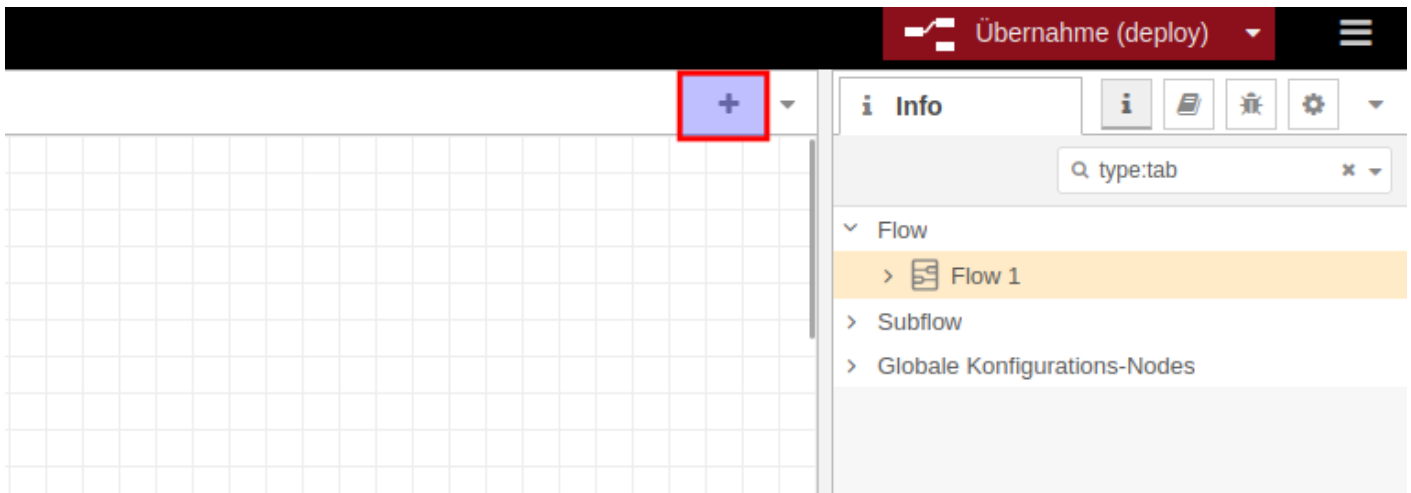 Übernahme (deploy)
Info
type:tab
Flow
Flow 1
Subflow
Globale Konfigurations-Nodes